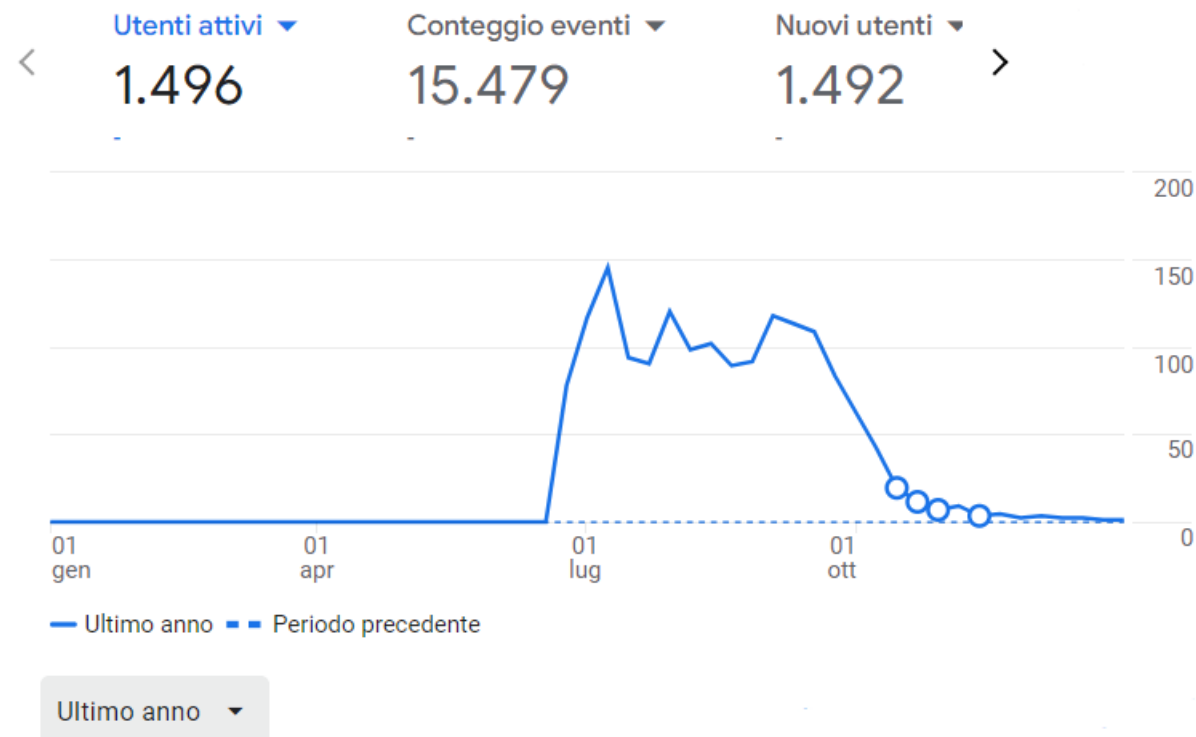 Utenti attivi Conteggio eventi Nuovi utenti
1.496 15.479 1.492
- - -
200
150
100
50
0
01 01 01 01
gen apr lug ott
Ultimo anno Periodo precedente
Ultimo anno